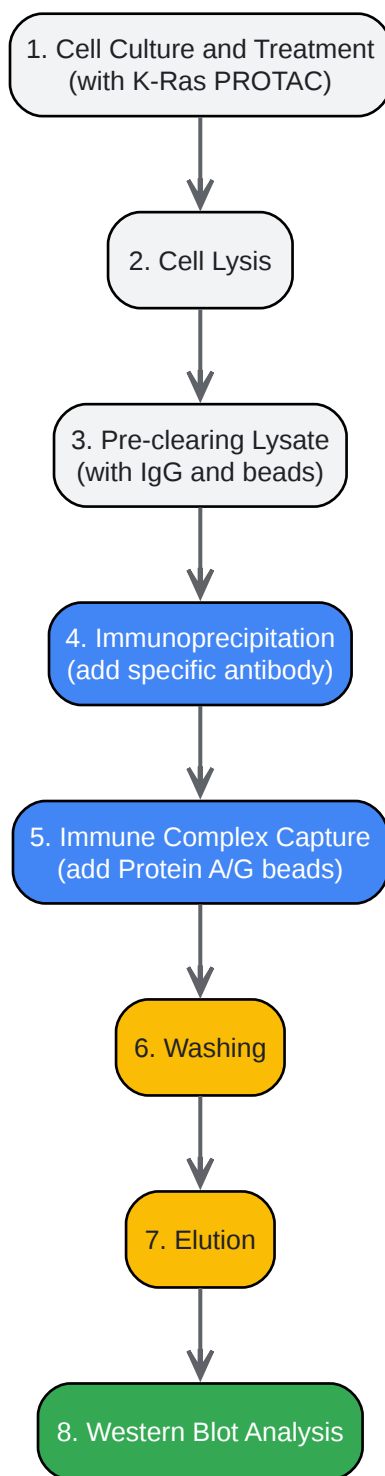 1. Cell Culture and Treatment
(with K-Ras PROTAC)
2. Cell Lysis
3. Pre-clearing Lysate
(with IgG and beads)
4. Immunoprecipitation
(add specific antibody)
5. Immune Complex Capture
(add Protein A/G beads)
6. Washing
7. Elution
8. Western Blot Analysis